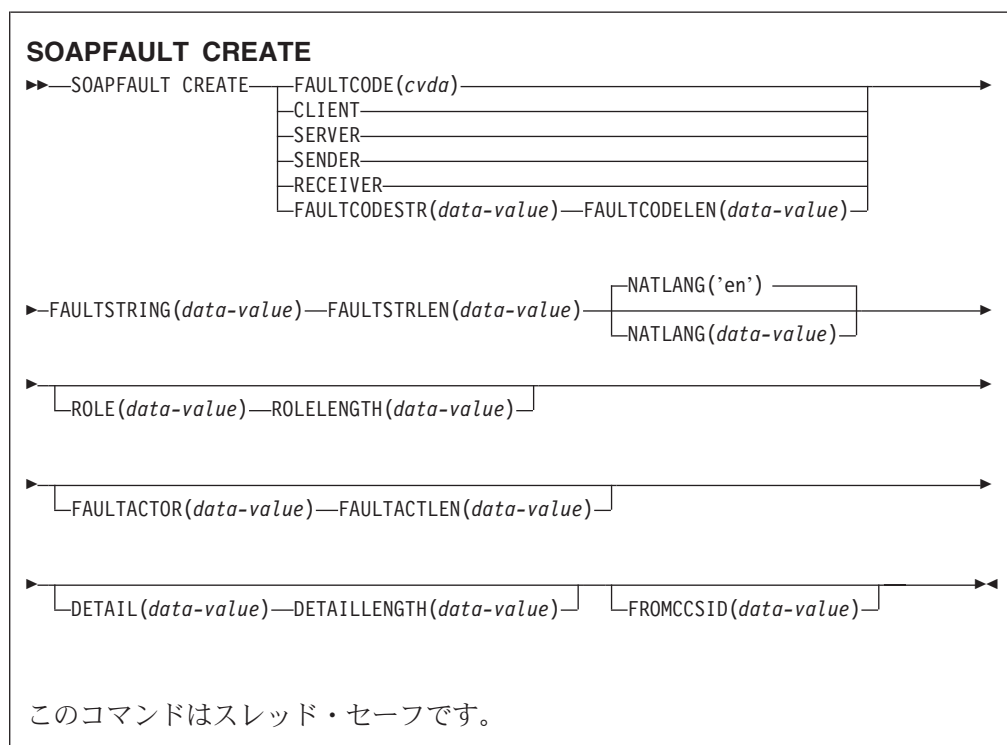 SOAPFAULT CREATE
SOAPFAULT CREATE FAULTCODE(cvda)
CLIENT
SERVER
SENDER
RECEIVER
FAULTCODESTR(data-value) FAULTCODELEN(data-value)
NATLANG('en')
FAULTSTRING(data-value) FAULTSTRLEN(data-value)
NATLANG(data-value)
ROLE(data-value) ROLELENGTH(data-value)
FAULTACTOR(data-value) FAULTACTLEN(data-value)
DETAIL(data-value) DETAILLENGTH(data-value) FROMCCSID(data-value)
このコマンドはスレッド・セーフです。